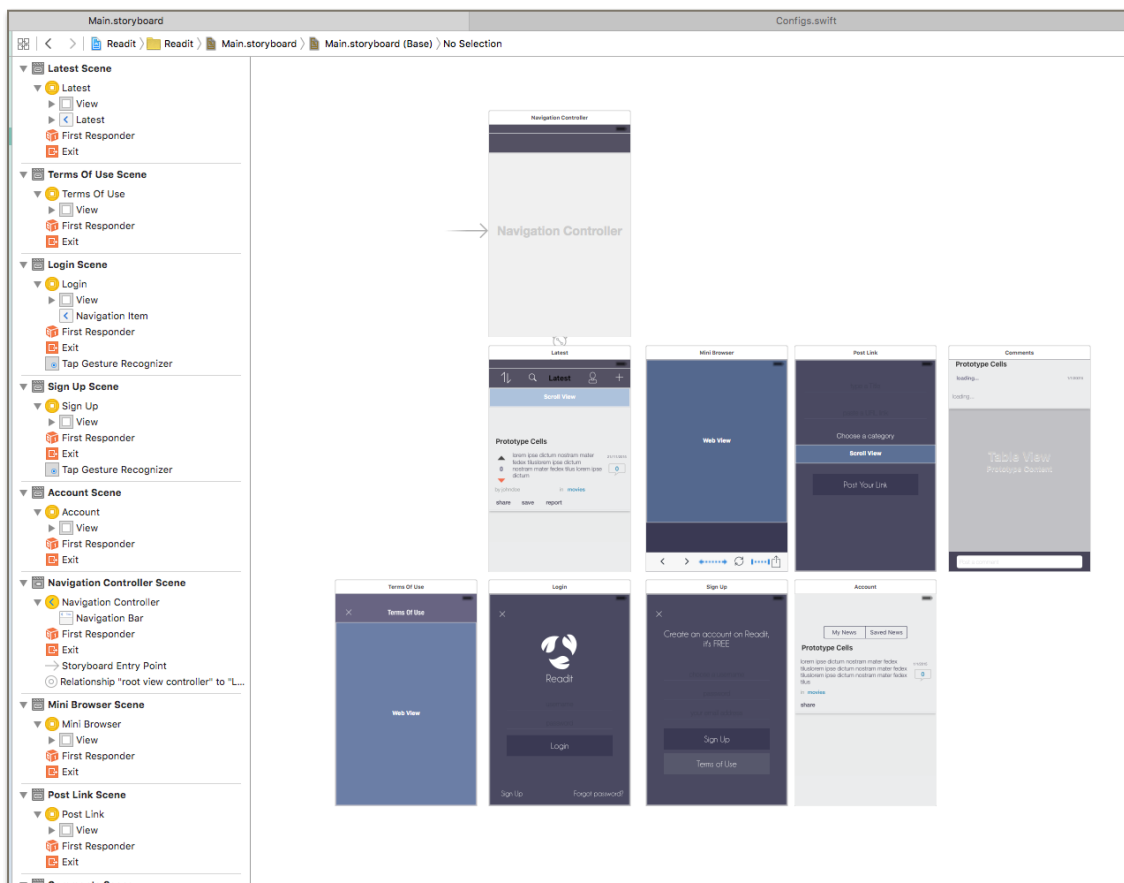 Main.storyboard
Configs.swift
Readit
Readit
Main.storyboard
Main.storyboard (Base)
No Selection
Latest Scene
Latest
View
Latest
First Responder
Exit
Terms Of Use Scene
Terms Of Use
View
First Responder
Exit
Login Scene
Login
View
Navigation Item
First Responder
Exit
Tap Gesture Recognizer
Sign Up Scene
Sign Up
View
First Responder
Exit
Tap Gesture Recognizer
Account Scene
Account
View
First Responder
Exit
Navigation Controller Scene
Navigation Controller
Navigation Bar
First Responder
Exit
Storyboard Entry Point
Relationship "root view controller" to "L...
Mini Browser Scene
Mini Browser
View
First Responder
Exit
Post Link Scene
Post Link
View
First Responder
Exit
Navigation Controller
Navigation Controller
Latest
Latest
Scroll View
Prototype Cells
lorem ipse dictum nostram mater
fedex tiluslorem ipse dictum
nostram mater fedex tilus lorem ipse
dictum
0
0
by johndoe
in movies
share save report
Mini Browser
Web View
Post Link
Choose a category
Scroll View
Post Your Link
Comments
Prototype Cells
loading...
loading...
Table View
Prototype Content
Terms Of Use
Terms Of Use
Web View
Login
Readit
Login
Sign Up
Forgot password?
Sign Up
Create an account on Readit,
it's FREE
Sign Up
Terms of Use
Account
My News
Saved News
Prototype Cells
lorem ipse dictum nostram mater fedex
tiluslorem ipse dictum nostram mater fedex
tiluslorem ipse dictum nostram mater fedex
tilus
0
in movies
share